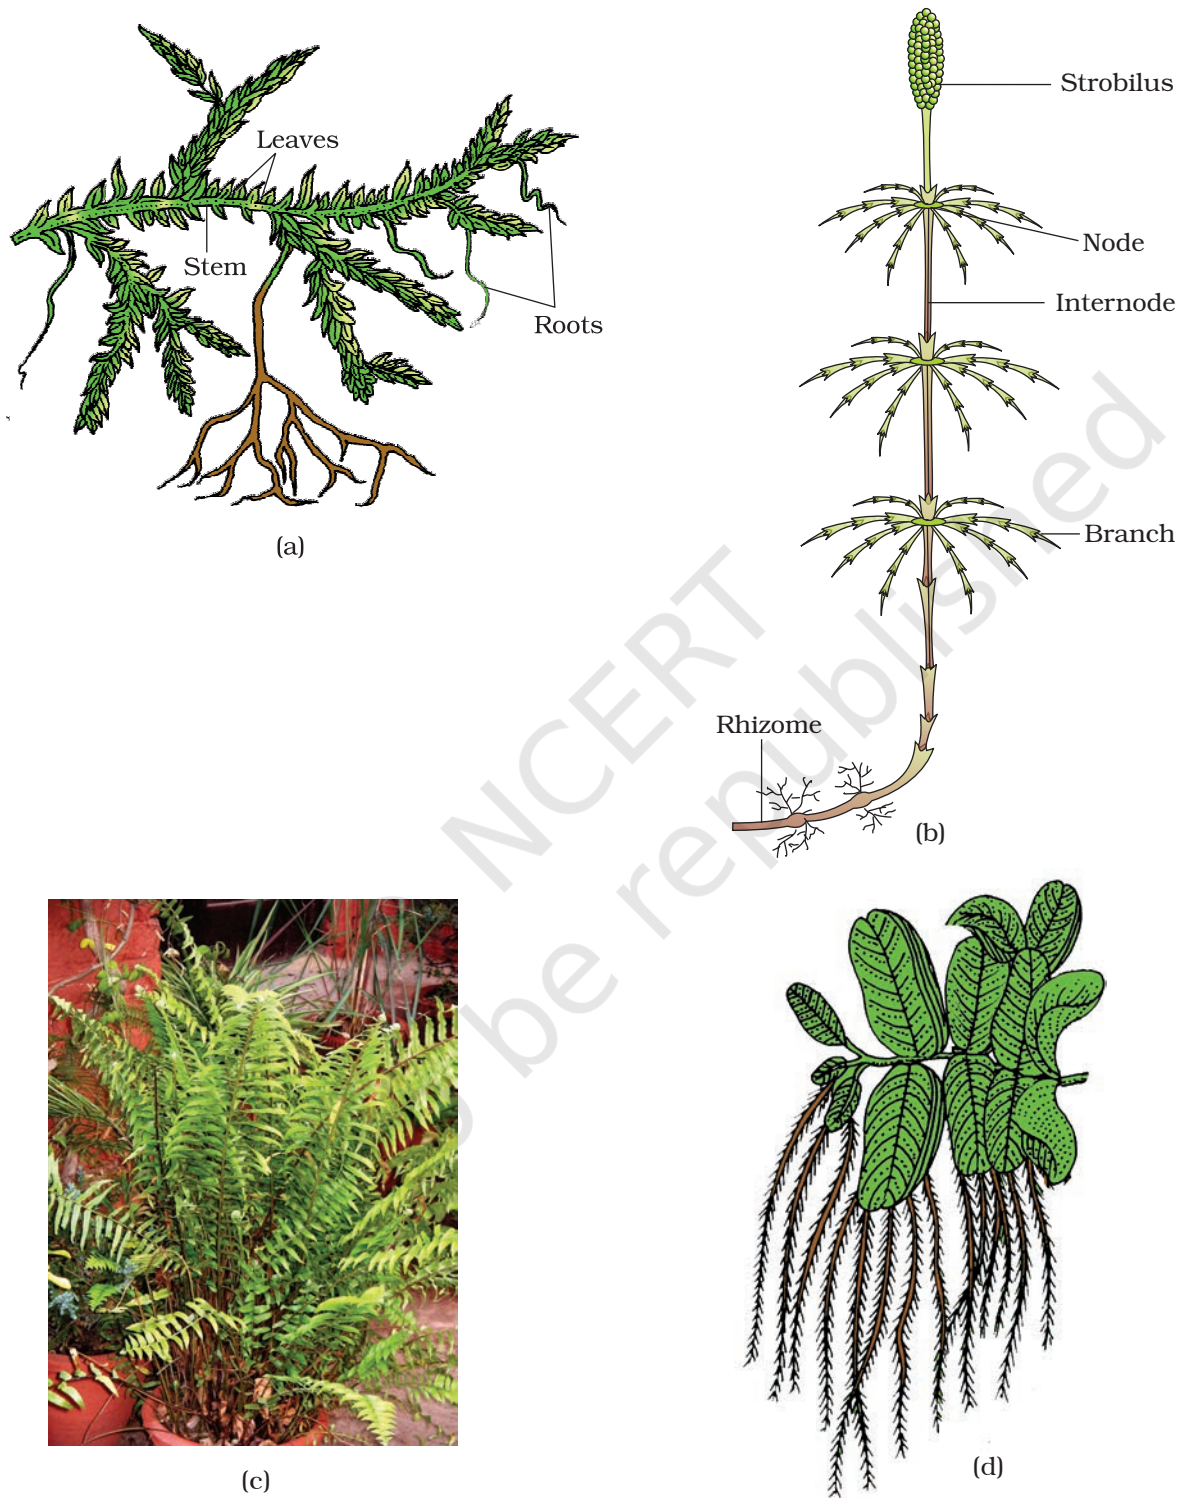 Strobilus
Leaves
Node
Stem
Internode
Roots
Branch
(a)
Rhizome
(b)
NCERT
be republished
(c)
(d)